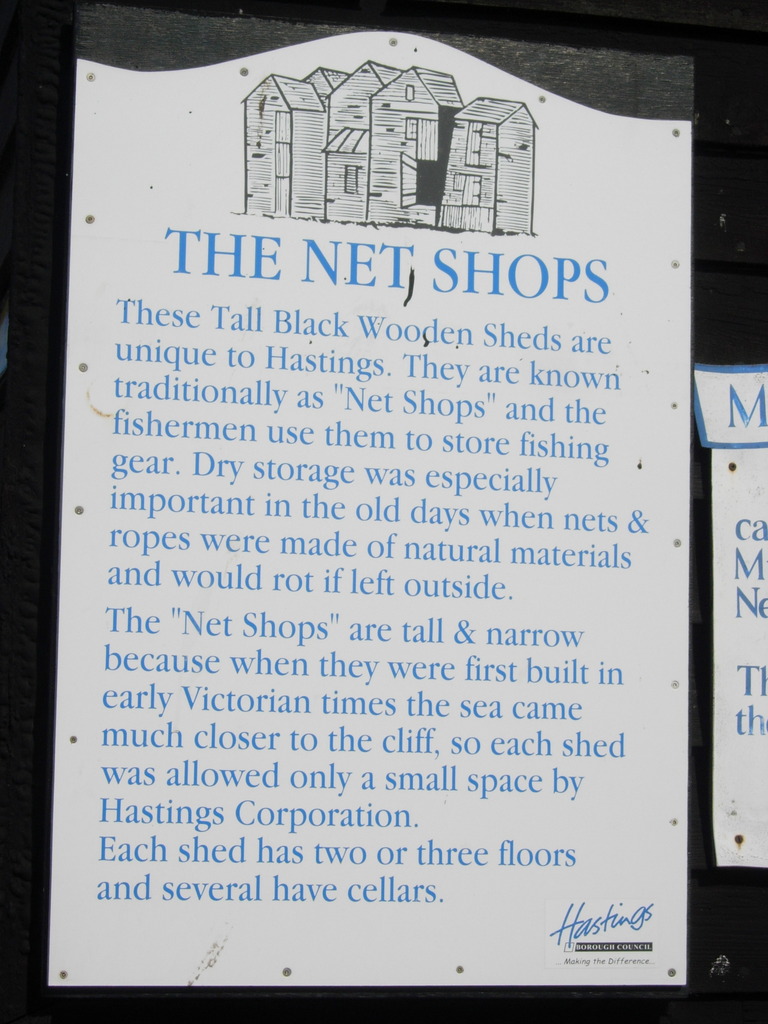 THE NET SHOPS
These Tall Black Wooden Sheds are
unique to Hastings. They are known
traditionally as "Net Shops" and the
fishermen use them to store fishing
gear. Dry storage was especially
important in the old days when nets &
ropes were made of natural materials
and would rot if left outside.
The "Net Shops" are tall & narrow
because when they were first built in
early Victorian times the sea came
much closer to the cliff, so each shed
was allowed only a small space by
Hastings Corporation.
Each shed has two or three floors
and several have cellars.
Hastings
BOROUGH COUNCIL
...Making the Difference...
M
ca
M
Ne
Th
the